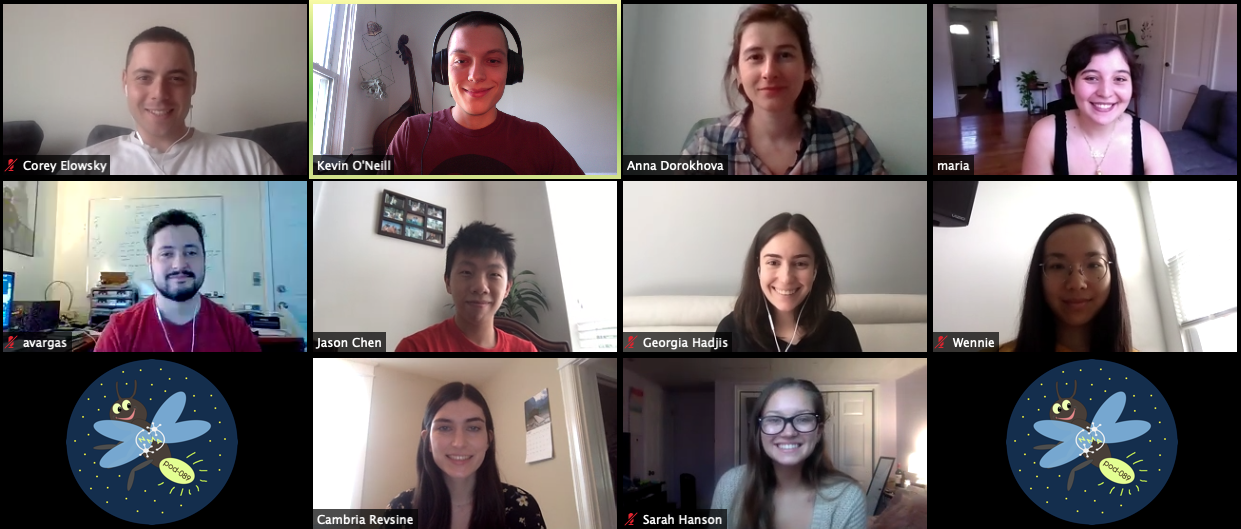 Corey Elowsky
Kevin O'Neill
Anna Dorokhova
maria
avargas
Jason Chen
Georgia Hadjis
Wennie
pod-089
Cambria Revsine
Sarah Hanson
pod-089